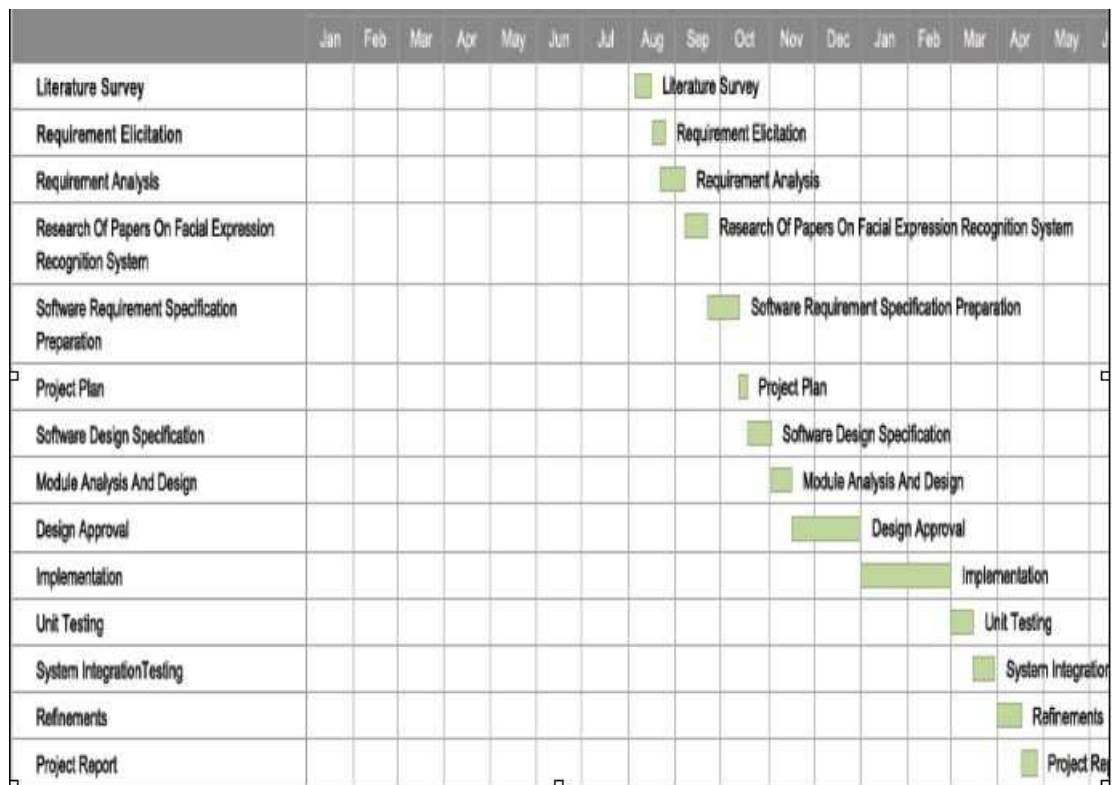 Jan Feb Mar Apr May Jun Jul Aug Sep Oct Nov Dec Jan Feb Mar Apr May J
Literature Survey Literature Survey
Requirement Elicitation Requirement Elicitation
Requirement Analysis Requirement Analysis
Research Of Papers On Facial Expression Research Of Papers On Facial Expression Recognition System
Recognition System
Software Requirement Specification Software Requirement Specification Preparation
Preparation
Project Plan Project Plan
Software Design Specification Software Design Specification
Module Analysis And Design Module Analysis And Design
Design Approval Design Approval
Implementation Implementation
Unit Testing Unit Testing
System IntegrationTesting System Integration
Refinements Refinements
Project Report Project Rep